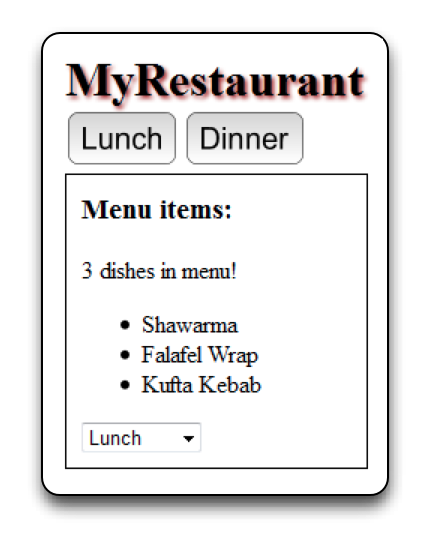 MyRestaurant
Lunch Dinner
Menu items:
3 dishes in menu!
Shawarma
Falafel Wrap
Kufta Kebab
Lunch